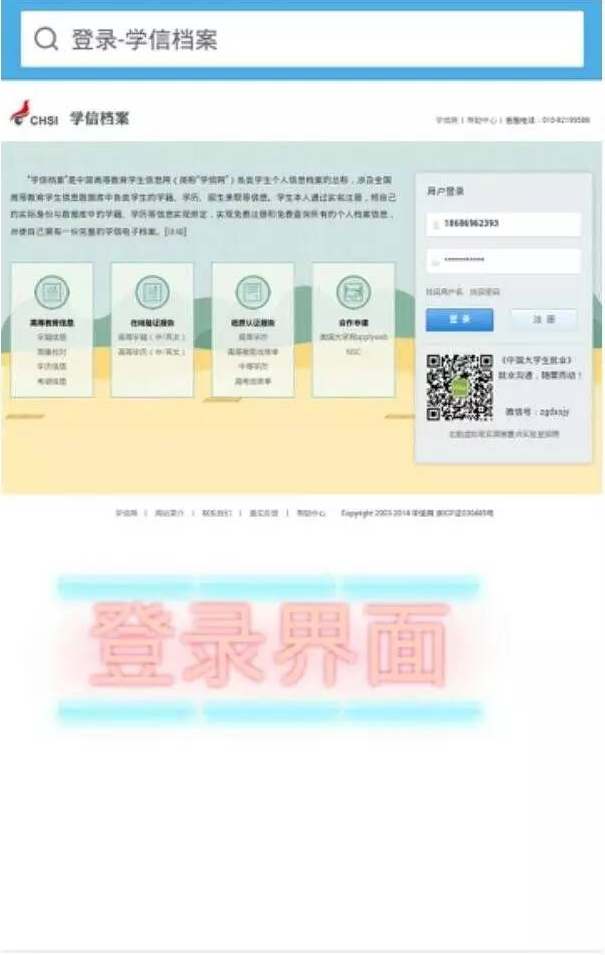 登录-学信档案
CHSI 学信档案
学信网 | 帮助中心 | 客服电话：010-82199588
"学信档案"是中国高等教育学生信息网（简称"学信网"）各类学生个人信息档案的总称，涉及全国
高等教育学生信息数据库中各类学生的学籍、学历、招生录取等信息。学生本人通过实名注册，将自己
的实际身份与数据库中的学籍、学历等信息实现绑定，实现免费注册和免费查询所有的个人档案信息，
并使自己拥有一份完整的学信电子档案。[详细]
用户登录
18686962393
***********
找回用户名 找回密码
登 录 注 册
高等教育信息
学籍信息
图像校对
学历信息
考研信息
在线验证报告
高等学籍（中/英文）
高等学历（中/英文）
纸质认证报告
高等学历
高等教育成绩单
中等学历
高考成绩单
合作申请
美国大学和applyweb
NSC
《中国大学生就业》
就业沟通，随需而动！
微信号：zgdxsjy
学信网 | 网站简介 | 联系我们 | 意见反馈 | 帮助中心 Copyright 2003-2014 学信网 京ICP证030485号
登录界面